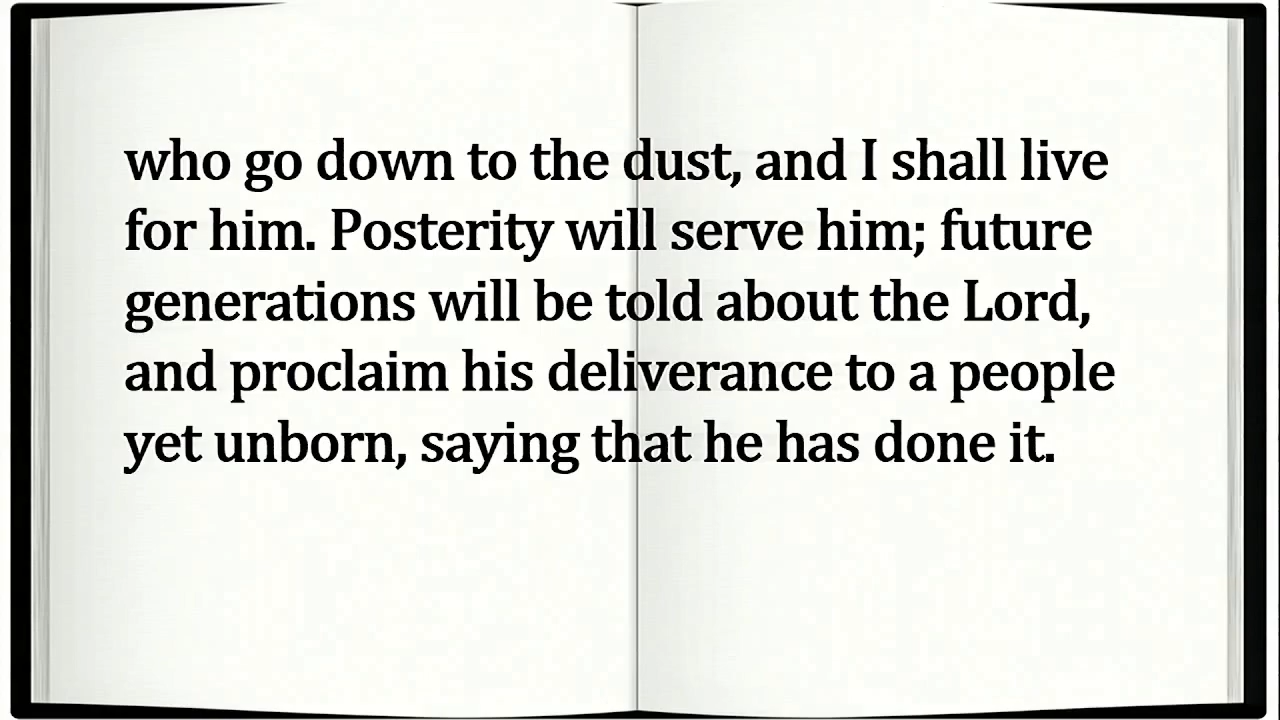 who go down to the dust, and I shall live
for him. Posterity will serve him; future
generations will be told about the Lord,
and proclaim his deliverance to a people
yet unborn, saying that he has done it.